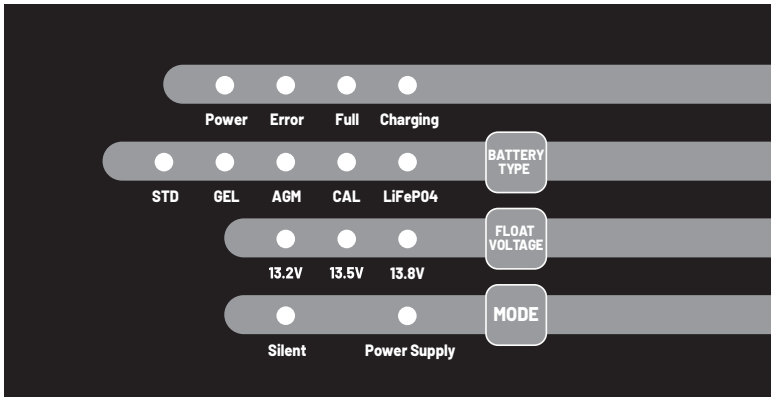 Power Error Full Charging
BATTERY
TYPE
STD GEL AGM CAL LiFePO4
FLOAT
VOLTAGE
13.2V 13.5V 13.8V
MODE
Silent Power Supply